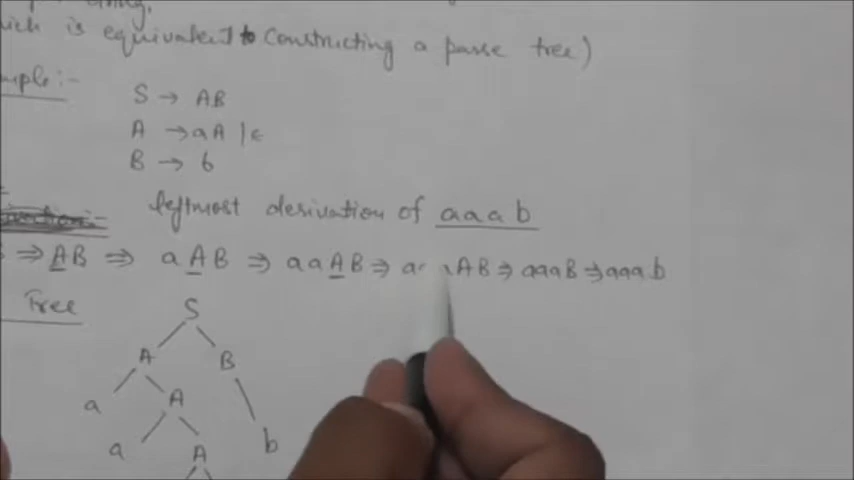 is equivalent to constructing a parse tree)
S → AB
A → aA | ε
B → b
leftmost derivation of aaab
⇒ AB ⇒ aAB ⇒ aaAB ⇒ AB ⇒ aaaB ⇒ aaab
Tree
S
A B
a A
a A b